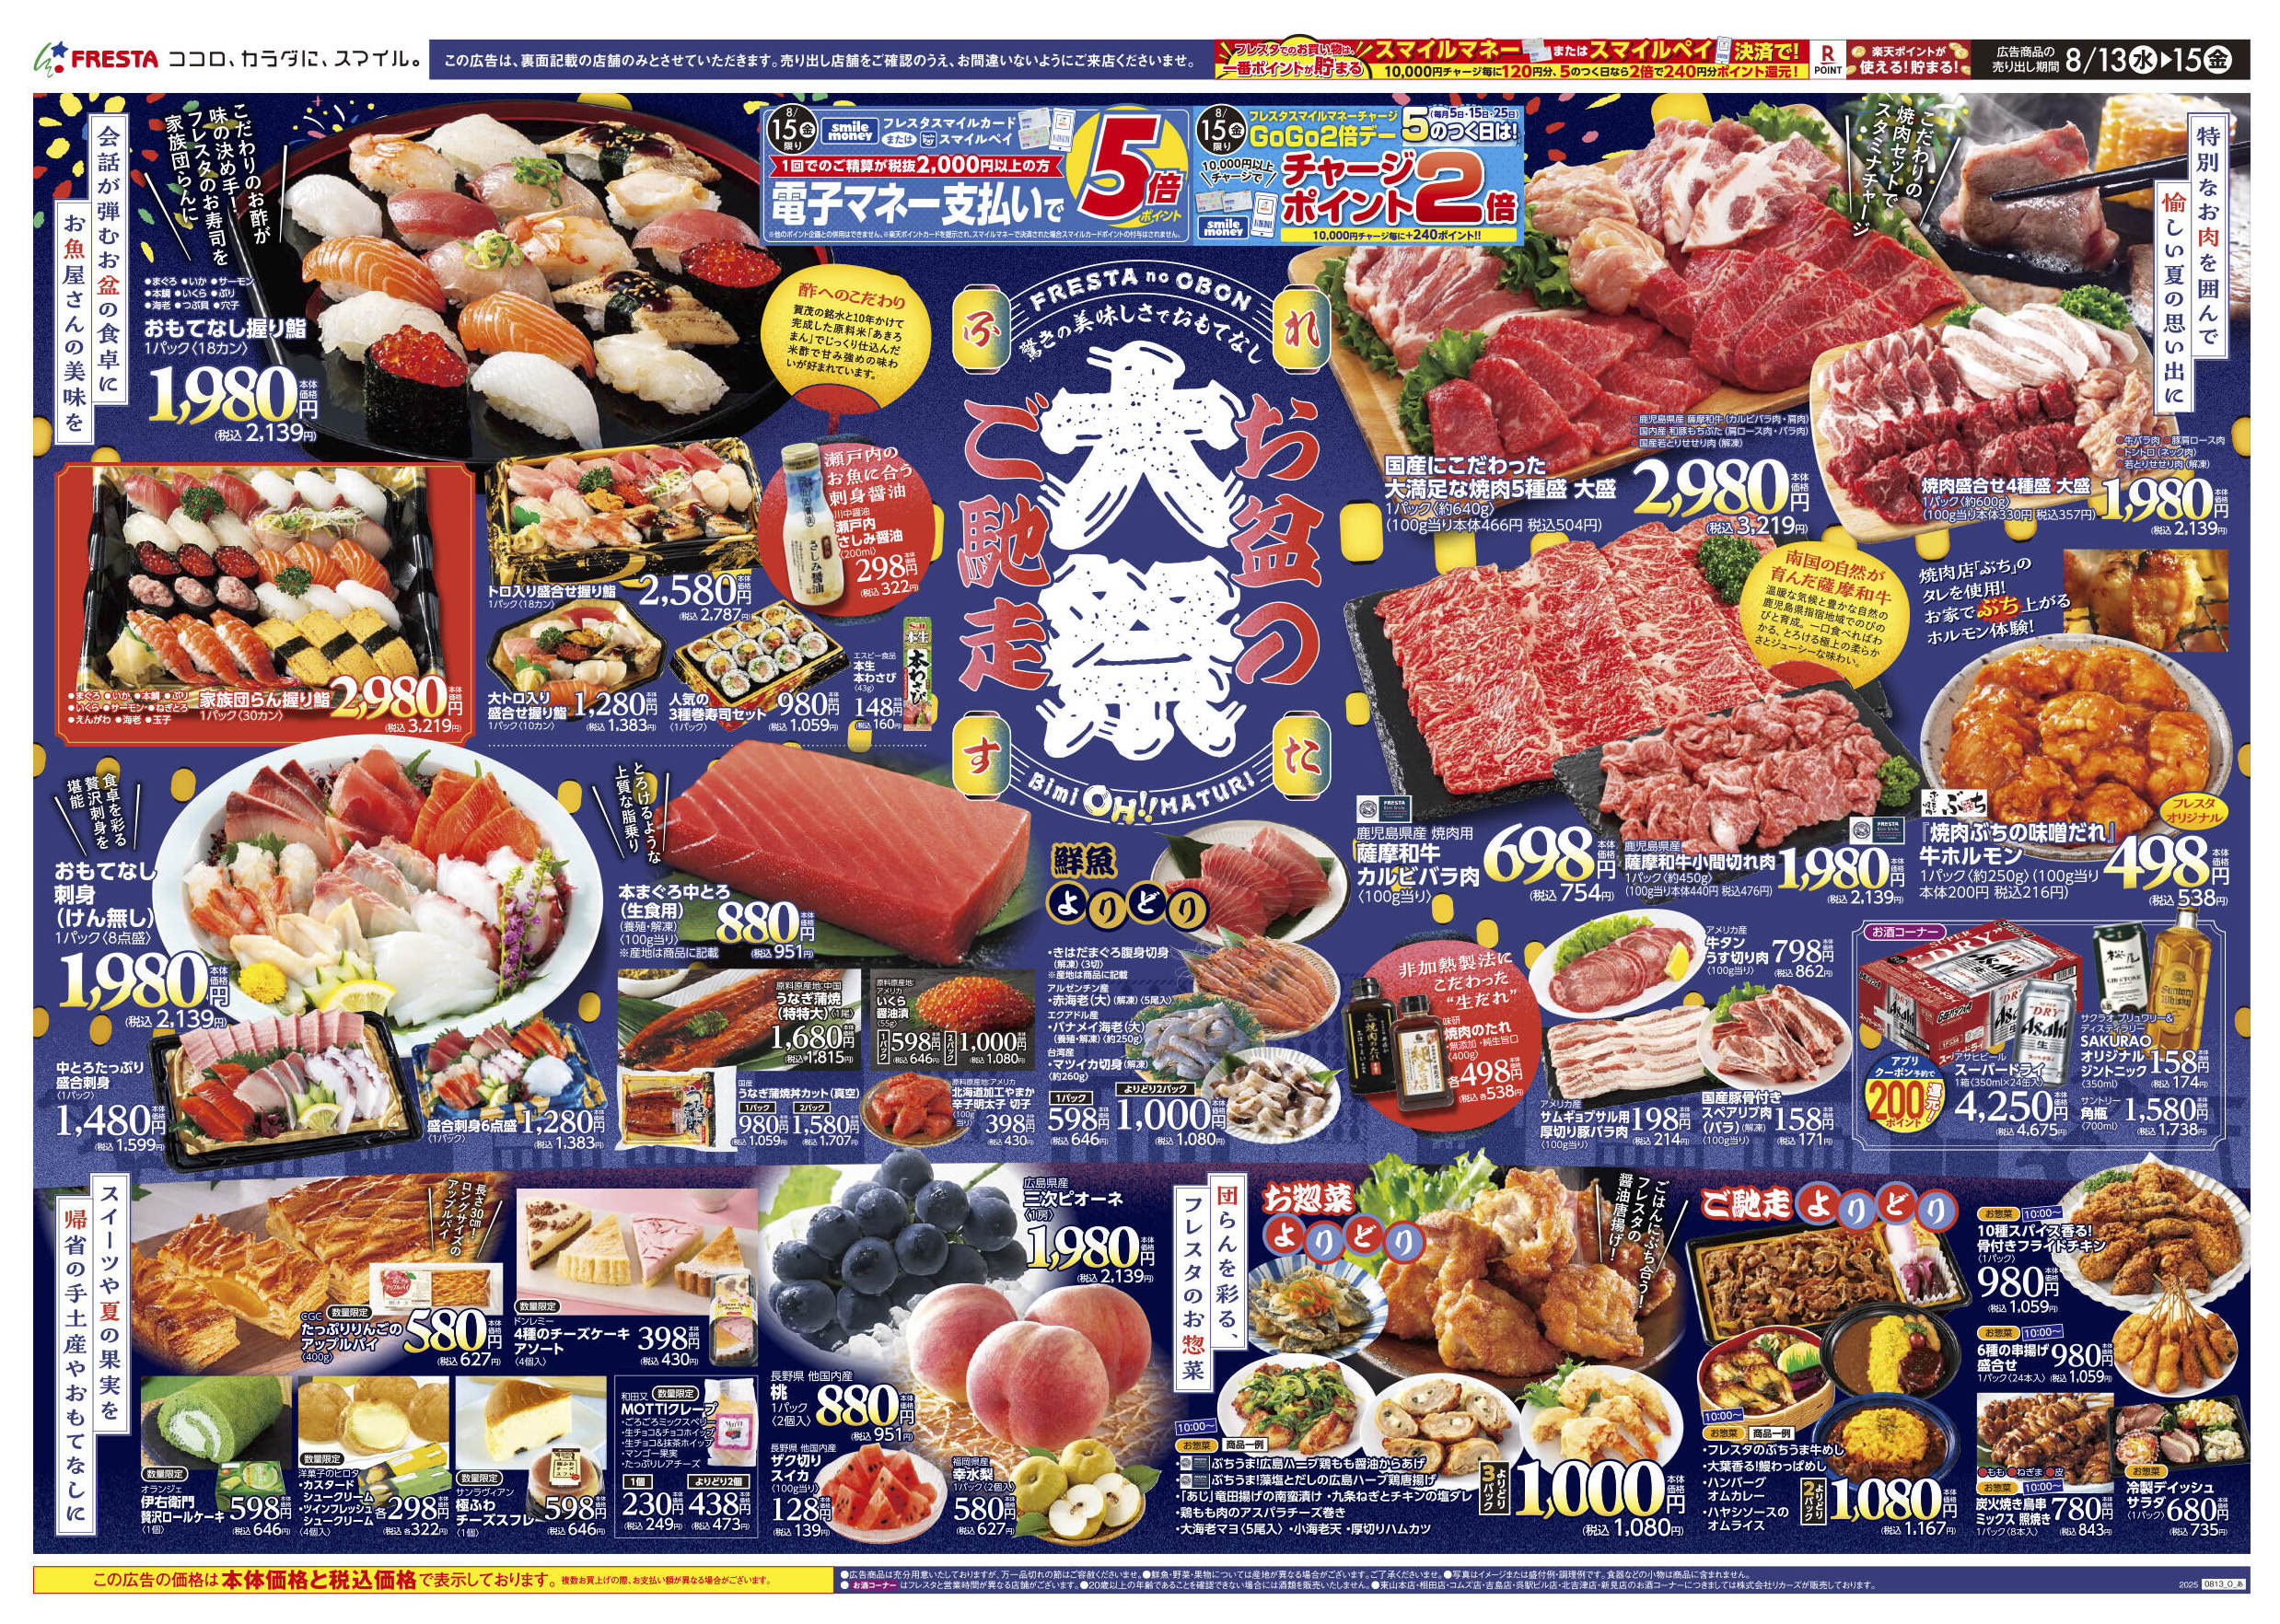 FRESTA ココロ、カラダに、スマイル。
この広告は、裏面記載の店舗のみとさせていただきます。売り出し店舗をご確認のうえ、お間違いないようにご来店くださいませ。
フレスタでのお買い物は、一番ポイントが貯まる
スマイルマネーまたはスマイルペイ決済で!
10,000円チャージ毎に120円分、5のつく日なら2倍で240円分ポイント還元!
R POINT
楽天ポイントが使える!貯まる!
広告商品の売り出し期間 8/13水▶15金
会話が弾むお盆の食卓に
お魚屋さんの美味を
こだわりのお酢が
味の決め手!
フレスタのお寿司を
家族団らんに
●まぐろ ●いか ●サーモン
●本鯛 ●いくら ●ぶり
●海老 ●つぶ貝 ●穴子
おもてなし握り鮨
1パック〈18カン〉
1,980円 本体価格
(税込 2,139円)
8/15金限り
smile money
フレスタスマイルカード
または スマイルペイ
1回でのご精算が税抜2,000円以上の方
電子マネー支払いで
5倍 ポイント
※他のポイント企画との併用はできません。※楽天ポイントカードを提示され、スマイルマネーで決済された場合スマイルカードポイントの付与はされません。
8/15金限り
フレスタスマイルマネーチャージ
GoGo2倍デー
(毎月5日・15日・25日)
5のつく日は!
10,000円以上チャージで
チャージポイント2倍
smile money
10,000円チャージ毎に+240ポイント!!
酢へのこだわり
賀茂の銘水と10年かけて
完成した原料米「あきろ
まん」でじっくり仕込んだ
米酢で甘み強めの味わ
いが好まれています。
ふれすた
FRESTA no OBON
驚きの美味しさでおもてなし
お盆の
ご馳走
大祭
Bimi OH!! MATURI
こだわりの
焼肉セットで
スタミナチャージ
特別なお肉を囲んで
愉しい夏の思い出に
●鹿児島県産 薩摩和牛(カルビバラ肉・肩肉)
●国内産 和豚もちぶた(肩ロース肉・バラ肉)
●国産若とりせせり肉(解凍)
国産にこだわった
大満足な焼肉5種盛 大盛
1パック〈約640g〉
(100g当り本体466円 税込504円)
2,980円 本体価格
(税込 3,219円)
●牛バラ肉 ●豚肩ロース肉
●トントロ(ネック肉)
●若とりせせり肉(解凍)
焼肉盛合せ4種盛 大盛
1パック〈約600g〉
(100g当り本体330円 税込357円)
1,980円 本体価格
(税込 2,139円)
●まぐろ ●いか ●本鯛 ●ぶり
●いくら ●サーモン ●ねぎとろ
●えんがわ ●海老 ●玉子
家族団らん握り鮨
1パック〈30カン〉
2,980円 本体価格
(税込 3,219円)
トロ入り盛合せ握り鮨
1パック〈18カン〉
2,580円 本体価格
(税込 2,787円)
瀬戸内の
お魚に合う
刺身醤油
川中醤油
瀬戸内
さしみ醤油
〈200ml〉
298円 本体価格
(税込 322円)
大トロ入り
盛合せ握り鮨
1パック〈10カン〉
1,280円 本体価格
(税込 1,383円)
人気の
3種巻寿司セット
〈1パック〉
980円 本体価格
(税込 1,059円)
エスビー食品
本生
本わさび
〈43g〉
148円 本体価格
(税込 160円)
南国の自然が
育んだ薩摩和牛
温暖な気候と豊かな自然の
鹿児島県指宿地域でのびの
びと育成。一口食べればわ
かる、とろける極上の柔らか
さとジューシーな味わい。
焼肉店「ぶち」の
タレを使用!
お家でぶち上がる
ホルモン体験!
食卓を彩る
贅沢刺身を
堪能
おもてなし
刺身
(けん無し)
1パック〈8点盛〉
1,980円 本体価格
(税込 2,139円)
とろけるような
上質な脂乗り
本まぐろ中とろ
(生食用)
(養殖・解凍)
〈100g当り〉
※産地は商品に記載
880円 本体価格
(税込 951円)
中とろたっぷり
盛合刺身
〈1パック〉
1,480円 本体価格
(税込 1,599円)
盛合刺身6点盛
〈1パック〉
1,280円 本体価格
(税込 1,383円)
原料原産地:中国
うなぎ蒲焼
(特特大)〈1尾〉
1,680円 本体価格
(税込 1,815円)
原料原産地:アメリカ
いくら
醤油漬
〈55g〉
1パック 598円 (税込 646円)
2パック 1,000円 (税込 1,080円)
国産
うなぎ蒲焼丼カット(真空)
1パック 980円 (税込 1,059円)
2パック 1,580円 (税込 1,707円)
原料原産地:アメリカ
北海道加工やまか
辛子明太子 切子
〈100g当り〉
398円 本体価格
(税込 430円)
鮮魚 よりどり
・きはだまぐろ腹身切身
(解凍)〈3切〉
※産地は商品に記載
アルゼンチン産
・赤海老(大)(解凍)〈5尾入〉
エクアドル産
・バナメイ海老(大)
(養殖・解凍)〈約250g〉
台湾産
・マツイカ切身(解凍)
〈約260g〉
1パック 598円 (税込 646円)
よりどり2パック 1,000円 (税込 1,080円)
鹿児島県産 焼肉用
薩摩和牛
カルビバラ肉
〈100g当り〉
698円 本体価格
(税込 754円)
鹿児島県産
薩摩和牛小間切れ肉
1パック〈約450g〉
(100g当り本体440円 税込476円)
1,980円 本体価格
(税込 2,139円)
ぶち
フレスタオリジナル
『焼肉ぶちの味噌だれ』
牛ホルモン
1パック〈約250g〉(100g当り
本体200円 税込216円)
498円 本体価格
(税込 538円)
非加熱製法に
こだわった
“生だれ”
味研
焼肉のたれ
・無添加・純生旨口
〈400g〉
各498円 本体価格
(税込 各538円)
アメリカ産
牛タン
うす切り肉
〈100g当り〉
798円 本体価格
(税込 862円)
アメリカ産
サムギョプサル用
厚切り豚バラ肉
〈100g当り〉
198円 本体価格
(税込 214円)
国産豚骨付き
スペアリブ肉
(バラ)(解凍)
〈100g当り〉
158円 本体価格
(税込 171円)
お酒コーナー
アプリクーポン予約で
200ポイント還元!!
アサヒビール
スーパードライ
1箱〈350ml×24缶入〉
4,250円 本体価格
(税込 4,675円)
サクラオブリュワリー&
ディスティラリー
SAKURAO
オリジナル
ジントニック
〈350ml〉
158円 本体価格
(税込 174円)
サントリー
角瓶
〈700ml〉
1,580円 本体価格
(税込 1,738円)
スイーツや夏の果実を
帰省の手土産やおもてなしに
長さ30cm!
ロングサイズの
アップルパイ
CGC 数量限定
たっぷりりんごの
アップルパイ
〈400g〉
580円 本体価格
(税込 627円)
数量限定
ドンレミー
4種のチーズケーキ
アソート
〈4個入〉
398円 本体価格
(税込 430円)
数量限定
オランジェ
伊右衛門
贅沢ロールケーキ
〈1個〉
598円 本体価格
(税込 646円)
数量限定
洋菓子のヒロタ
・カスタード
シュークリーム
・ツインフレッシュ
シュークリーム
〈4個入〉
各298円 本体価格
(税込 各322円)
数量限定
サンラヴィアン
極ふわ
チーズスフレ
〈1個〉
598円 本体価格
(税込 646円)
和田又 数量限定
MOTTIクレープ
・ごろごろミックスベリー
・生チョコ&チョコホイップ
・生チョコ&抹茶ホイップ
・マンゴー果実
・たっぷりレアチーズ
1個 230円 (税込 249円)
よりどり2個 438円 (税込 473円)
広島県産
三次ピオーネ
〈1房〉
1,980円 本体価格
(税込 2,139円)
長野県 他国内産
桃
1パック
〈2個入〉
880円 本体価格
(税込 951円)
長野県 他国内産
ザク切り
スイカ
〈100g当り〉
128円 本体価格
(税込 139円)
福岡県産
幸水梨
1パック〈2個入〉
580円 本体価格
(税込 627円)
団らんを彩る、
フレスタのお惣菜
お惣菜 よりどり
ごはんにぶち合う!
フレスタの
醤油唐揚げ!
10:00〜
お惣菜 商品一例
・ぶちうま!広島ハーブ鶏もも醤油からあげ
・ぶちうま!藻塩とだしの広島ハーブ鶏唐揚げ
・「あじ」竜田揚げの南蛮漬け ・九条ねぎとチキンの塩ダレ
・鶏もも肉のアスパラチーズ巻き
・大海老マヨ〈5尾入〉 ・小海老天 ・厚切りハムカツ
よりどり3パック 1,000円 本体価格
(税込 1,080円)
ご馳走 よりどり
10:00〜
お惣菜 商品一例
・フレスタのぶちうま牛めし
・大葉香る!鰻わっぱめし
・ハンバーグ
オムカレー
・ハヤシソースの
オムライス
よりどり2パック 1,080円 本体価格
(税込 1,167円)
お惣菜 10:00〜
10種スパイス香る!
骨付きフライドチキン
〈1パック〉
980円 本体価格
(税込 1,059円)
お惣菜 10:00〜
6種の串揚げ
盛合せ
1パック〈24本入〉
980円 本体価格
(税込 1,059円)
●もも ●ねぎま ●皮
お惣菜 10:00〜
炭火焼き鳥串
ミックス 照焼き
1パック〈8本入〉
780円 本体価格
(税込 843円)
お惣菜
冷製ディッシュ
サラダ
〈1パック〉
680円 本体価格
(税込 735円)
この広告の価格は本体価格と税込価格で表示しております。複数お買上げの際、お支払い額が異なる場合がございます。
●広告商品は充分用意いたしておりますが、万一品切れの節はご容赦くださいませ。●鮮魚・野菜・果物については産地が異なる場合がございます。ご了承くださいませ。●写真はイメージまたは盛付例・調理例です。食器などの小物は商品に含まれません。
●お酒コーナーはフレスタと営業時間が異なる店舗がございます。●20歳以上の年齢であることを確認できない場合には酒類を販売いたしません。●東山本店・相田店・コムズ店・吉島店・呉駅ビル店・北吉津店・新見店のお酒コーナーにつきましては株式会社リカーズが販売しております。
2025 0813_0_あ